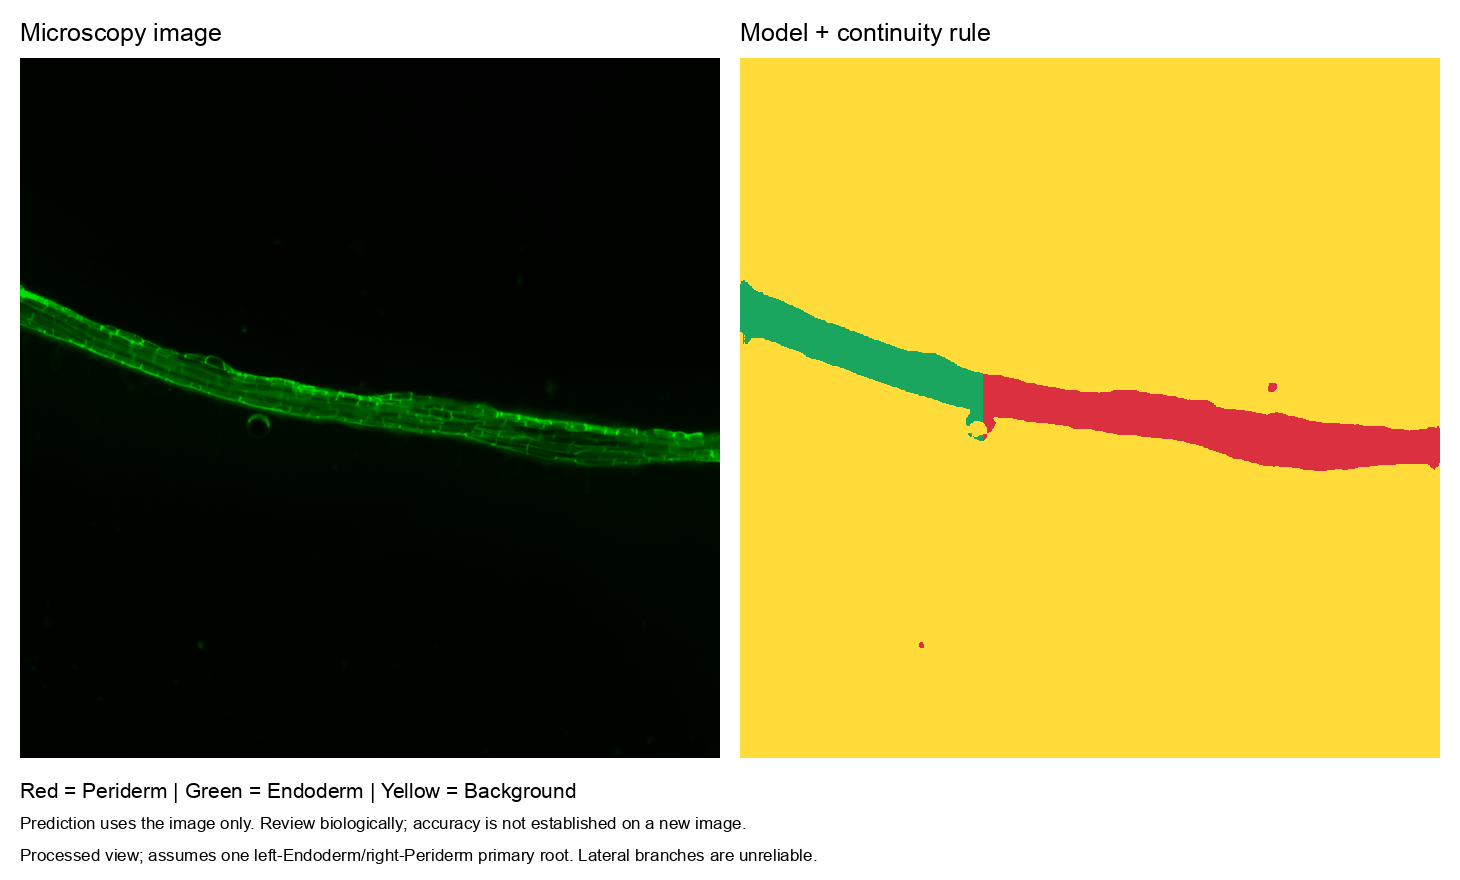 Microscopy image
Model + continuity rule
Red = Periderm | Green = Endoderm | Yellow = Background
Prediction uses the image only. Review biologically; accuracy is not established on a new image.
Processed view; assumes one left-Endoderm/right-Periderm primary root. Lateral branches are unreliable.